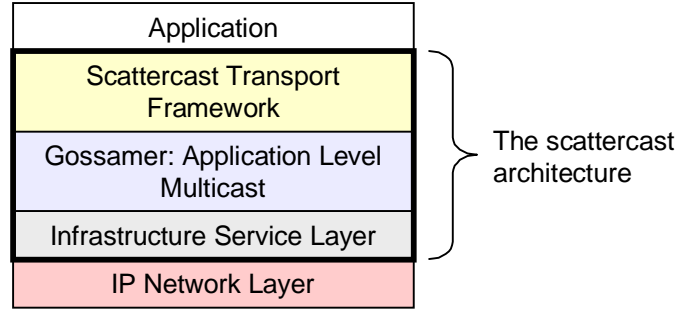 Application
Scattercast Transport
Framework
Gossamer: Application Level
Multicast
The scattercast
architecture
Infrastructure Service Layer
IP Network Layer